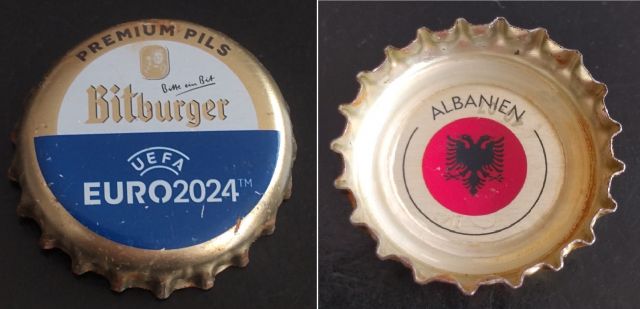 PREMIUM PILS
Bitte ein Bit
Bitburger
UEFA
EURO2024™
ALBANIEN